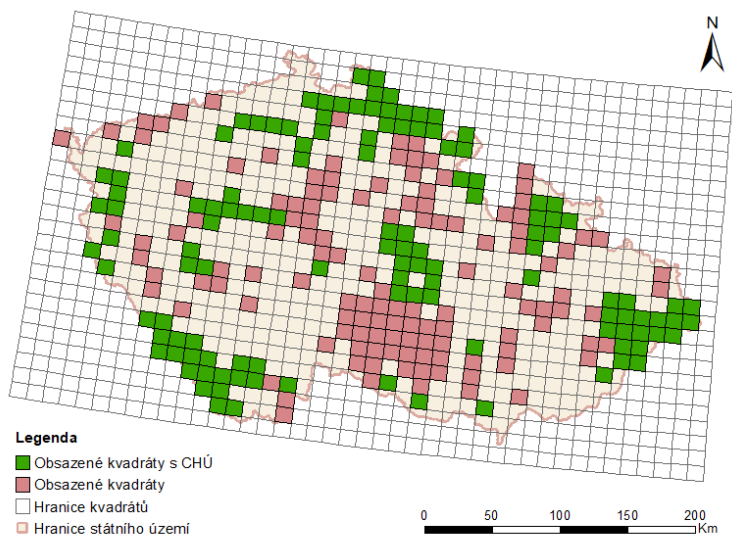 N
Legenda
Obsazené kvadráty s CHÚ
Obsazené kvadráty
Hranice kvadrátů
Hranice státního území
0 50 100 150 200
Km